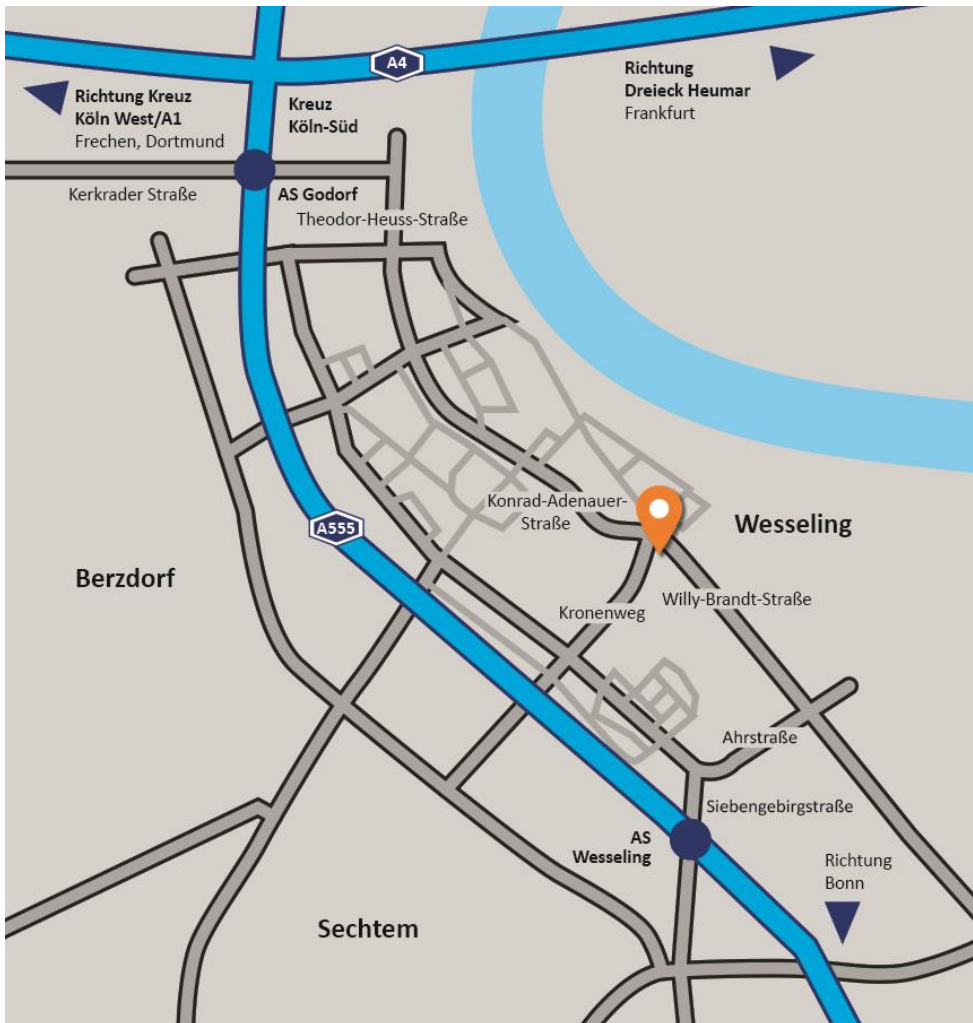 A4
Richtung
Dreieck Heumar
Frankfurt
Richtung Kreuz
Köln West/A1
Frechen, Dortmund
Kreuz
Köln-Süd
Kerkrader Straße
AS Godorf
Theodor-Heuss-Straße
Konrad-Adenauer-
Straße
Wesseling
A555
Berzdorf
Kronenweg
Willy-Brandt-Straße
Ahrstraße
Siebengebirgstraße
AS
Wesseling
Richtung
Bonn
Sechtem